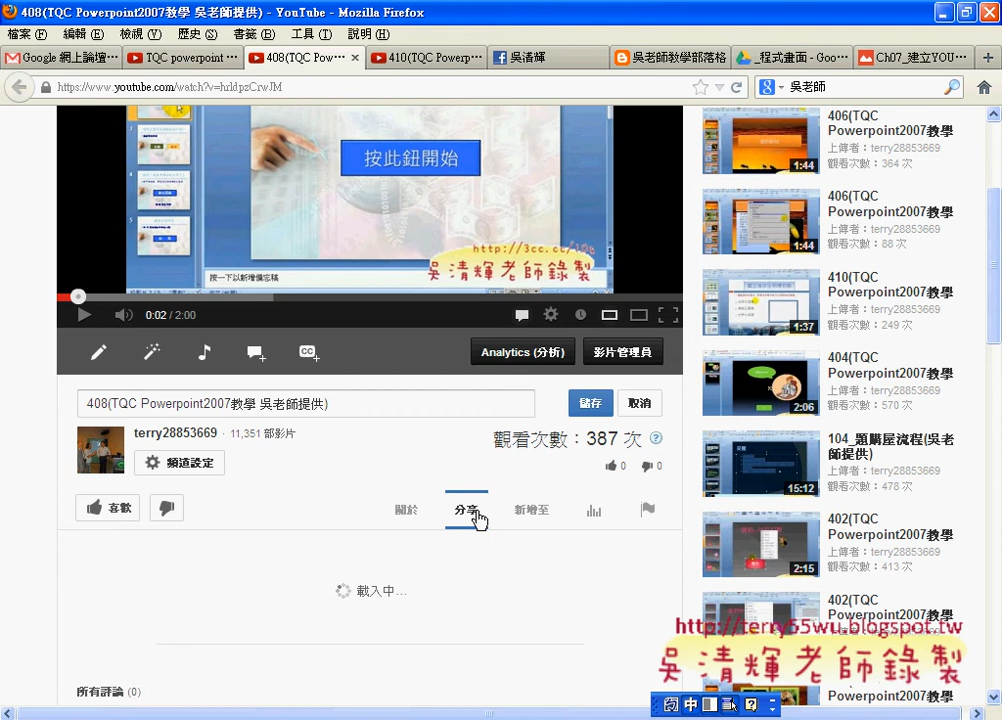 408(TQC Powerpoint2007教學 吳老師提供) - YouTube - Mozilla Firefox
檔案 (F) 編輯 (E) 檢視 (V) 歷史 (S) 書籤 (B) 工具 (T) 說明 (H)
Google 網上論壇… TQC powerpoint … 408(TQC Pow… 410(TQC Powerp… 吳清輝 吳老師教學部落格 _程式畫面 - Goo… Ch07_建立YOU…
https://www.youtube.com/watch?v=hrldpzCrwJM 吳老師
按此鈕開始
http://3cc.cc/1qc
吳清輝老師錄製
按一下以新增備忘稿
0:02 / 2:00
CC
Analytics (分析) 影片管理員
408(TQC Powerpoint2007教學 吳老師提供) 儲存 取消
terry28853669 · 11,351 部影片
頻道設定
觀看次數：387 次
0 0
喜歡 關於 分享 新增至
載入中...
所有評論 (0)
406(TQC
Powerpoint2007教學
上傳者：terry28853669
觀看次數：364 次
1:44
406(TQC
Powerpoint2007教學
上傳者：terry28853669
觀看次數：88 次
1:44
410(TQC
Powerpoint2007教學
上傳者：terry28853669
觀看次數：249 次
1:37
404(TQC
Powerpoint2007教學
上傳者：terry28853669
觀看次數：570 次
2:06
104_題購屋流程(吳老
師提供)
上傳者：terry28853669
觀看次數：478 次
15:12
402(TQC
Powerpoint2007教學
上傳者：terry28853669
觀看次數：413 次
2:15
402(TQC
Powerpoint2007教學
http://terry55wu.blogspot.tw
吳清輝老師錄製
Powerpoint2007教學
中